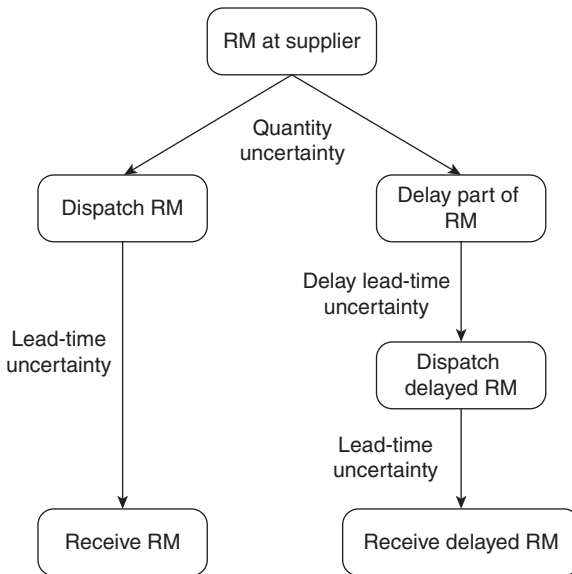 RM at supplier
Quantity
uncertainty
Dispatch RM
Delay part of
RM
Delay lead-time
uncertainty
Lead-time
uncertainty
Dispatch
delayed RM
Lead-time
uncertainty
Receive RM
Receive delayed RM